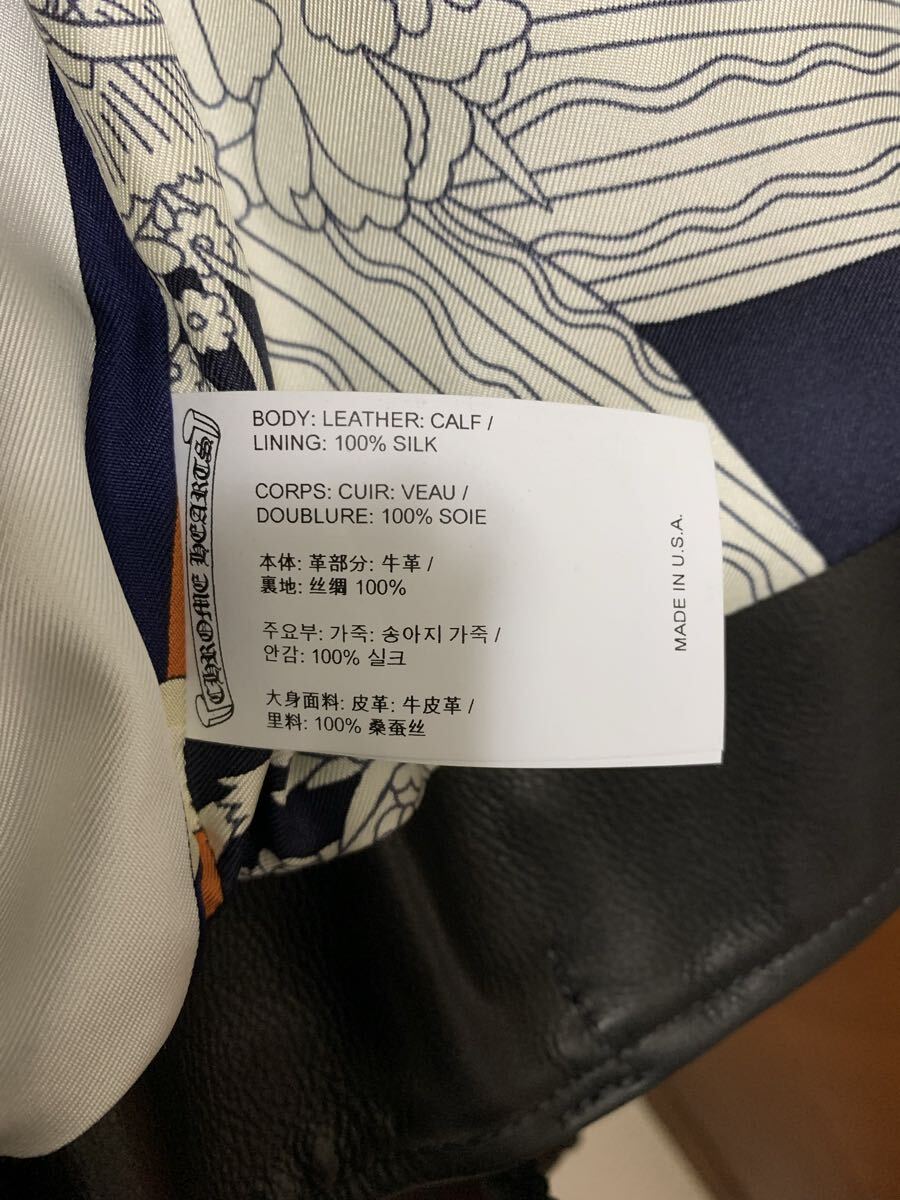 CHROME HEARTS
BODY: LEATHER: CALF /
LINING: 100% SILK
CORPS: CUIR: VEAU /
DOUBLURE: 100% SOIE
本体: 革部分: 牛革 /
裏地: 丝绸 100%
주요부: 가죽: 송아지 가죽 /
안감: 100% 실크
大身面料: 皮革: 牛皮革 /
里料: 100% 桑蚕丝
MADE IN U.S.A.